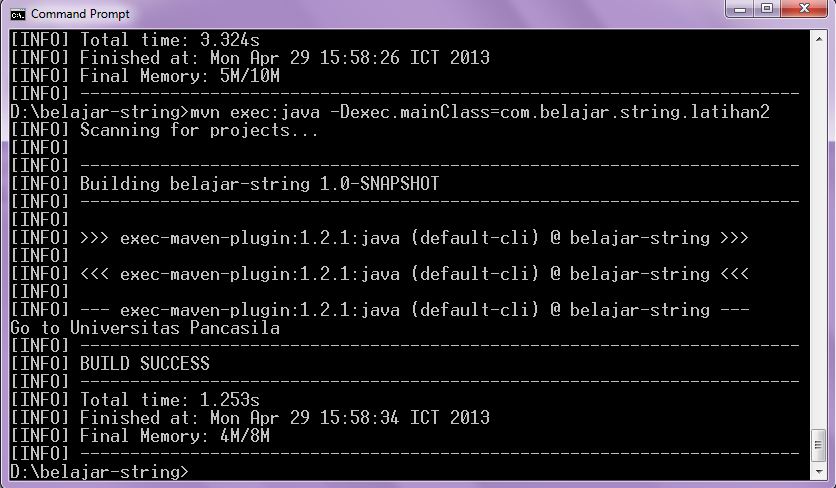 Command Prompt
[INFO] Total time: 3.324s
[INFO] Finished at: Mon Apr 29 15:58:26 ICT 2013
[INFO] Final Memory: 5M/10M
[INFO] ------------------------------------------------------------------------
D:\belajar-string>mvn exec:java -Dexec.mainClass=com.belajar.string.latihan2
[INFO] Scanning for projects...
[INFO]
[INFO] ------------------------------------------------------------------------
[INFO] Building belajar-string 1.0-SNAPSHOT
[INFO] ------------------------------------------------------------------------
[INFO]
[INFO] >>> exec-maven-plugin:1.2.1:java (default-cli) @ belajar-string >>>
[INFO]
[INFO] <<< exec-maven-plugin:1.2.1:java (default-cli) @ belajar-string <<<
[INFO]
[INFO] --- exec-maven-plugin:1.2.1:java (default-cli) @ belajar-string ---
Go to Universitas Pancasila
[INFO] ------------------------------------------------------------------------
[INFO] BUILD SUCCESS
[INFO] ------------------------------------------------------------------------
[INFO] Total time: 1.253s
[INFO] Finished at: Mon Apr 29 15:58:34 ICT 2013
[INFO] Final Memory: 4M/8M
[INFO] ------------------------------------------------------------------------
D:\belajar-string>